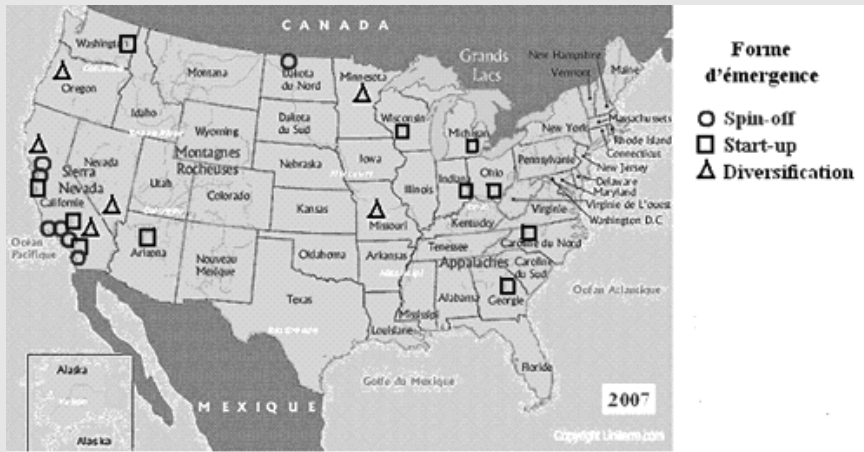 CANADA
Washington
Montana
Dakota
du Nord
Minnesota
Grands
Lacs
New Hampshire
Vermont
Maine
Oregon
Idaho
Wyoming
Dakota
du Sud
Wisconsin
Michigan
New York
Massachussets
Rhode Island
Connecticut
Montagnes
Rocheuses
Nebraska
Iowa
Pennsylvanie
New Jersey
Delaware
Maryland
Sierra
Nevada
Nevada
Utah
Colorado
Kansas
Illinois
Indiana
Ohio
Virginie De L'ouest
Washington D.C
Californie
Missouri
Kentucky
Virginie
Océan
Pacifique
Arizona
Nouveau
Mexique
Oklahoma
Arkansas
Tenessee
Caroline du Nord
Appalaches
Caroline
du Sud
Texas
Mississipi
Alabama
Georgie
Océan Atlantique
Louisiane
Floride
Golfe du Mexique
MEXIQUE
Alaska
Alaska
2007
Forme
d'émergence
Spin-off
Start-up
Diversification